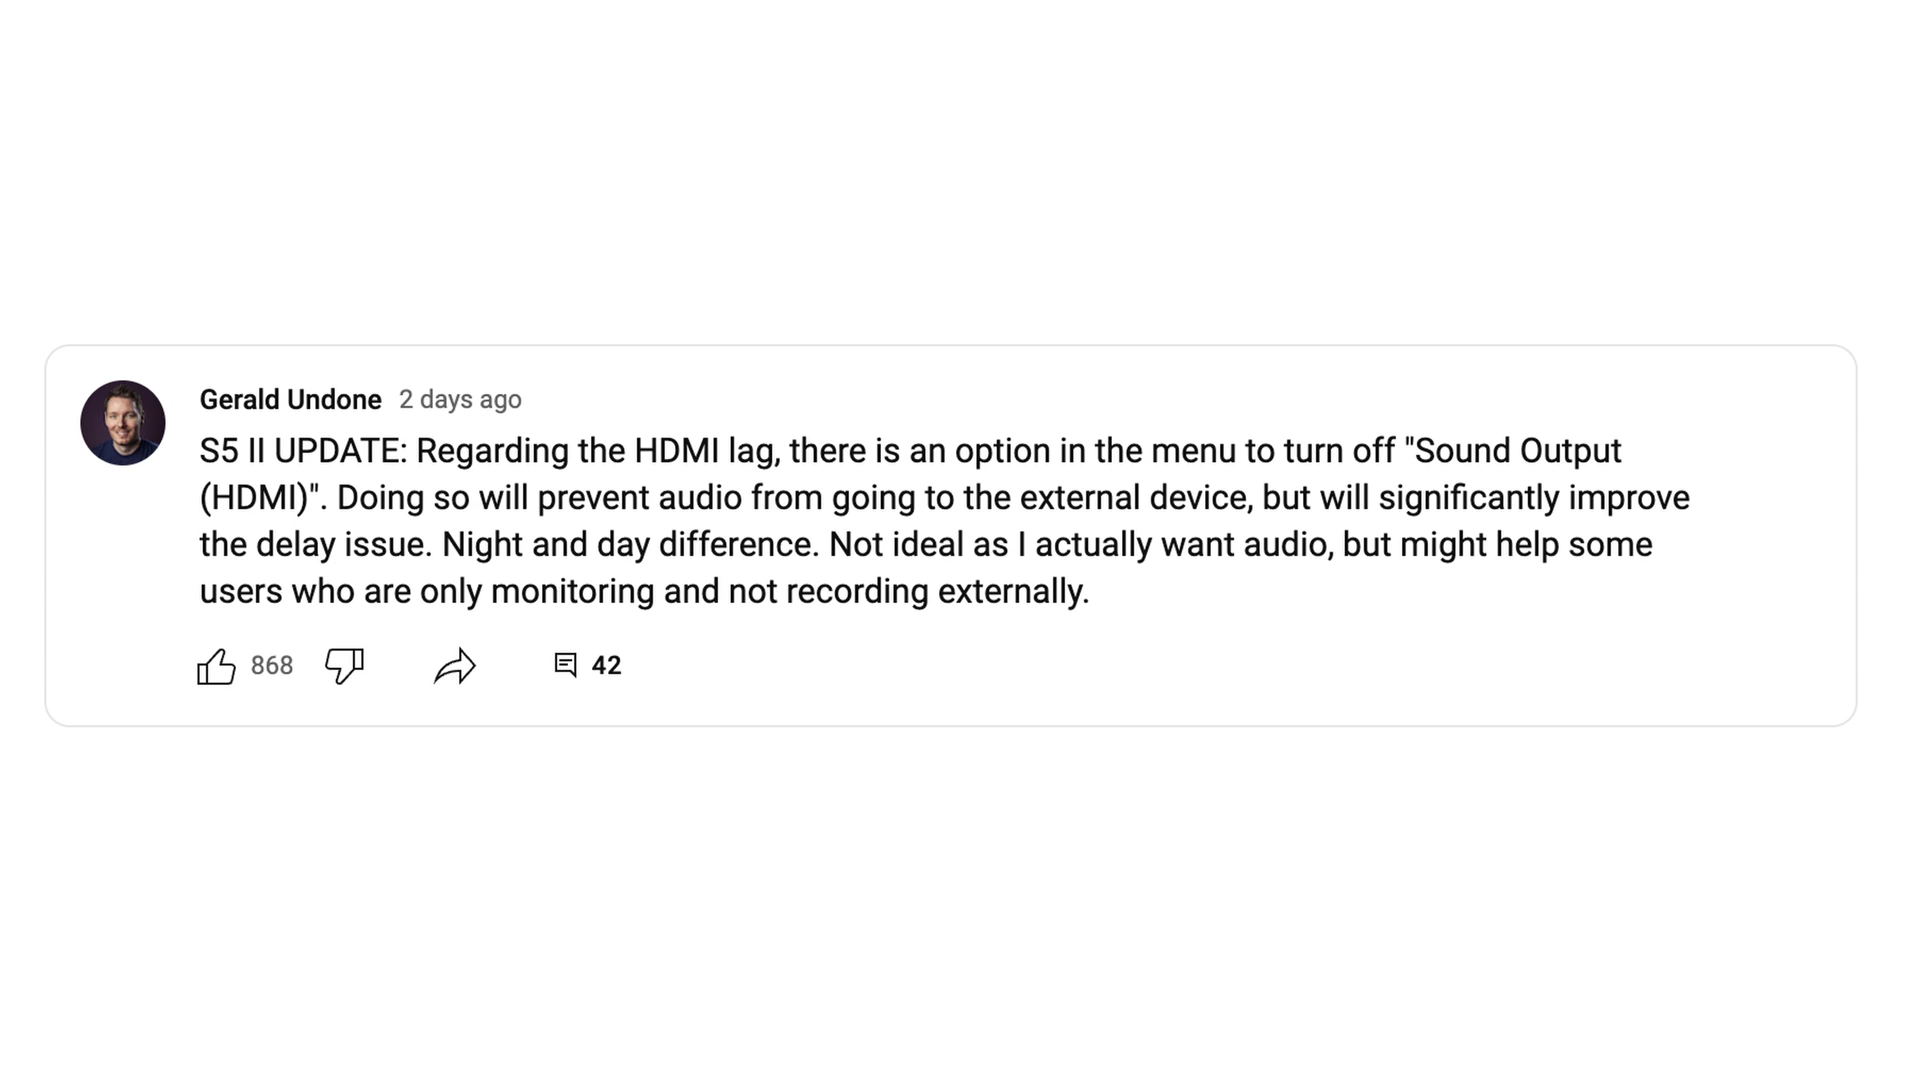 Gerald Undone 2 days ago
S5 II UPDATE: Regarding the HDMI lag, there is an option in the menu to turn off "Sound Output
(HDMI)". Doing so will prevent audio from going to the external device, but will significantly improve
the delay issue. Night and day difference. Not ideal as I actually want audio, but might help some
users who are only monitoring and not recording externally.
868 42